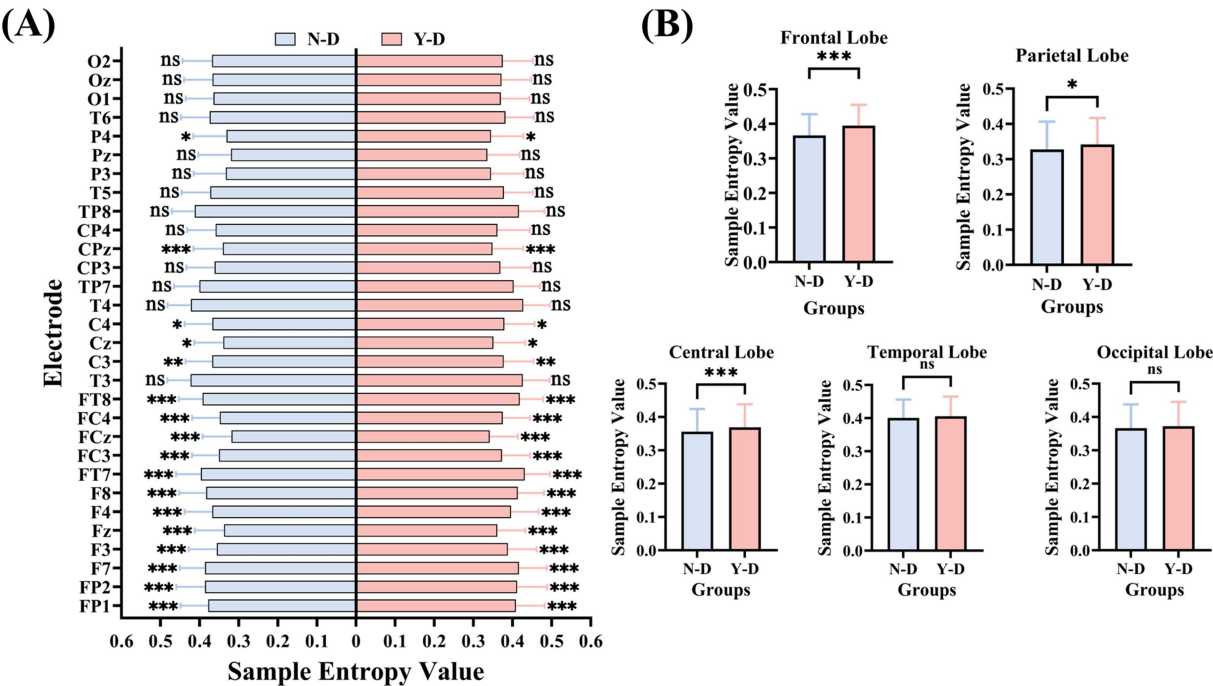 (A)
N-D Y-D
Electrode
O2 ns ns
Oz ns ns
O1 ns ns
T6 ns ns
P4 * *
Pz ns ns
P3 ns ns
T5 ns ns
TP8 ns ns
CP4 ns ns
CPz *** ***
CP3 ns ns
TP7 ns ns
T4 ns ns
C4 * *
Cz * *
C3 ** **
T3 ns ns
FT8 *** ***
FC4 *** ***
FCz *** ***
FC3 *** ***
FT7 *** ***
F8 *** ***
F4 *** ***
Fz *** ***
F3 *** ***
F7 *** ***
FP2 *** ***
FP1 *** ***
0.6 0.5 0.4 0.3 0.2 0.1 0 0.1 0.2 0.3 0.4 0.5 0.6
Sample Entropy Value
(B)
Frontal Lobe
***
Sample Entropy Value
0.5
0.4
0.3
0.2
0.1
0.0
N-D Y-D
Groups
Parietal Lobe
*
Sample Entropy Value
0.5
0.4
0.3
0.2
0.1
0.0
N-D Y-D
Groups
Central Lobe
***
Sample Entropy Value
0.5
0.4
0.3
0.2
0.1
0.0
N-D Y-D
Groups
Temporal Lobe
ns
Sample Entropy Value
0.5
0.4
0.3
0.2
0.1
0.0
N-D Y-D
Groups
Occipital Lobe
ns
Sample Entropy Value
0.5
0.4
0.3
0.2
0.1
0.0
N-D Y-D
Groups